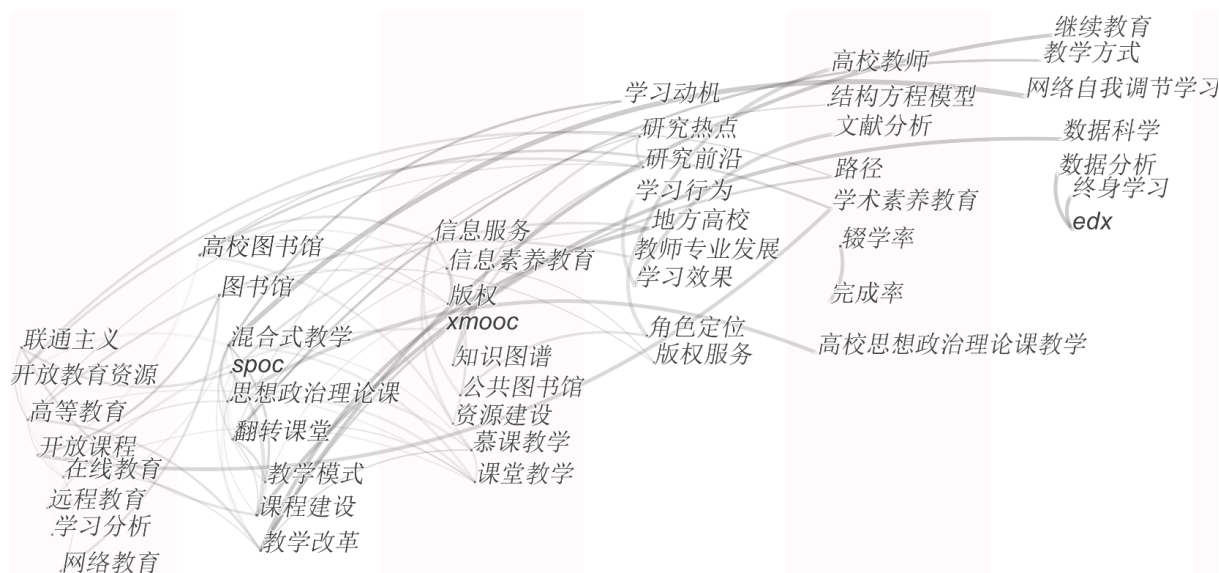 联通主义
开放教育资源
高等教育
开放课程
在线教育
远程教育
学习分析
网络教育
高校图书馆
图书馆
混合式教学
spoc
思想政治理论课
翻转课堂
教学模式
课程建设
教学改革
信息服务
信息素养教育
版权
xmooc
知识图谱
公共图书馆
资源建设
慕课教学
课堂教学
学习动机
研究热点
研究前沿
学习行为
地方高校
教师专业发展
学习效果
角色定位
版权服务
高校教师
结构方程模型
文献分析
路径
学术素养教育
辍学率
完成率
高校思想政治理论课教学
继续教育
教学方式
网络自我调节学习
数据科学
数据分析
终身学习
edx